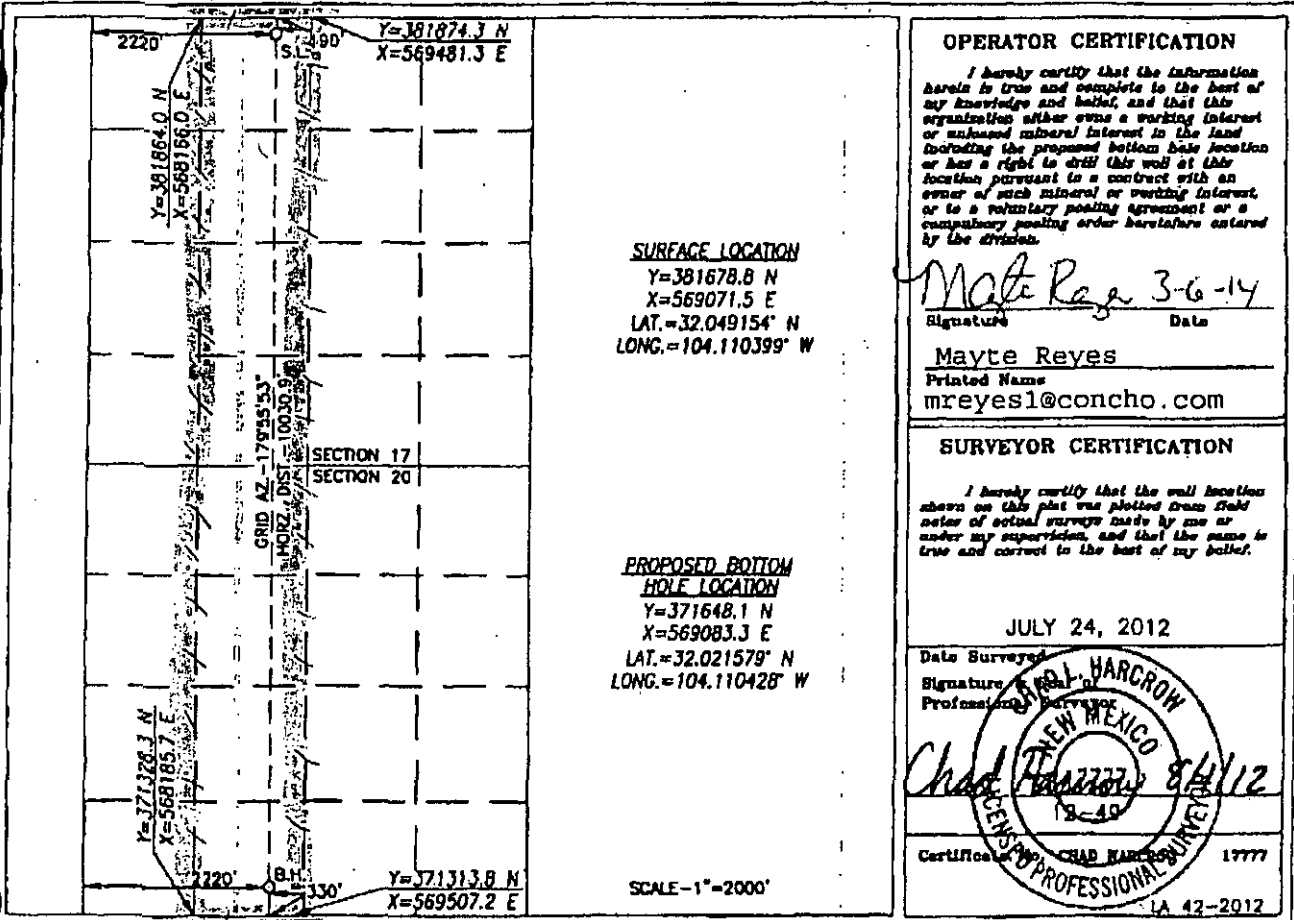 2220'
S.L.
190'
Y=381874.3 N
X=569481.3 E
Y=381864.0 N
X=568166.0 E
GRID AZ.-179°55'53"
HORZ. DIST.-10030.9'
SECTION 17
SECTION 20
Y=371328.3 N
X=568185.7 E
2220'
B.H.
330'
Y=371313.8 N
X=569507.2 E
SURFACE LOCATION
Y=381678.8 N
X=569071.5 E
LAT.=32.049154° N
LONG.=104.110399° W
PROPOSED BOTTOM
HOLE LOCATION
Y=371648.1 N
X=569083.3 E
LAT.=32.021579° N
LONG.=104.110428° W
SCALE-1"=2000'
OPERATOR CERTIFICATION
I hereby certify that the information
herein is true and complete to the best of
my knowledge and belief, and that this
organization either owns a working interest
or unleased mineral interest in the land
including the proposed bottom hole location
or has a right to drill this well at this
location pursuant to a contract with an
owner of such mineral or working interest,
or to a voluntary pooling agreement or a
compulsory pooling order heretofore entered
by the division.
3-6-14
Signature Date
Mayte Reyes
Printed Name
mreyes1@concho.com
SURVEYOR CERTIFICATION
I hereby certify that the well location
shown on this plat was plotted from field
notes of actual surveys made by me or
under my supervision, and that the same is
true and correct to the best of my belief.
JULY 24, 2012
Date Surveyed
Signature & Seal of
Professional Surveyor
CHAD L. HARCROW
NEW MEXICO
17777
LICENSED PROFESSIONAL SURVEYOR
Chad Harcrow
Certificate No. CHAD HARCROW 17777
LA 42-2012